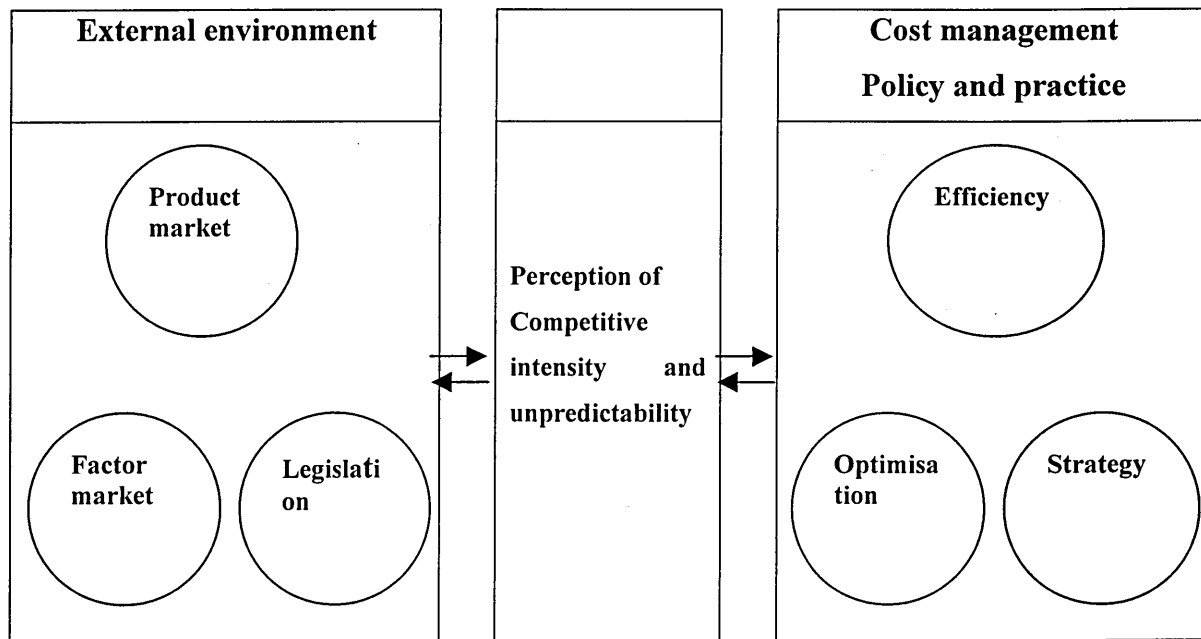 External environment
Product
market
Factor
market
Legislati
on
Perception of
Competitive
intensity and
unpredictability
Cost management
Policy and practice
Efficiency
Optimisa
tion
Strategy